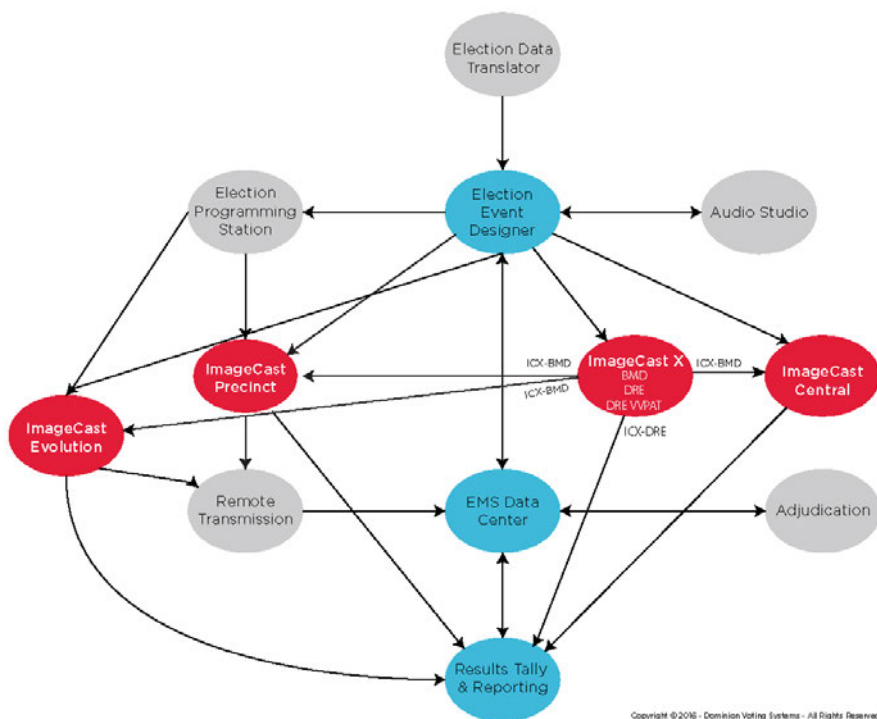 Election Data
Translator
Election
Programming
Station
Election
Event
Designer
Audio Studio
ImageCast
Precinct
ICX-BMD
ImageCast X
BMD
DRE
DRE VVPAT
ICX-BMD
ImageCast
Central
ICX-BMD
ImageCast
Evolution
ICX-DRE
Remote
Transmission
EMS Data
Center
Adjudication
Results Tally
& Reporting
Copyright © 2016 - Dominion Voting Systems - All Rights Reserved